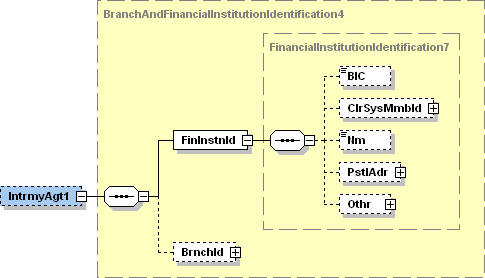 BranchAndFinancialInstitutionIdentification4
FinancialInstitutionIdentification7
BIC
ClrSysMmbId
FinInstnId
Nm
PstlAdr
IntrmyAgt1
Othr
BrnchId